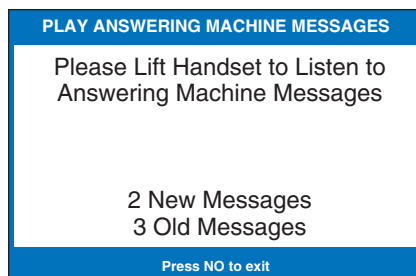 PLAY ANSWERING MACHINE MESSAGES
Please Lift Handset to Listen to
Answering Machine Messages
2 New Messages
3 Old Messages
Press NO to exit